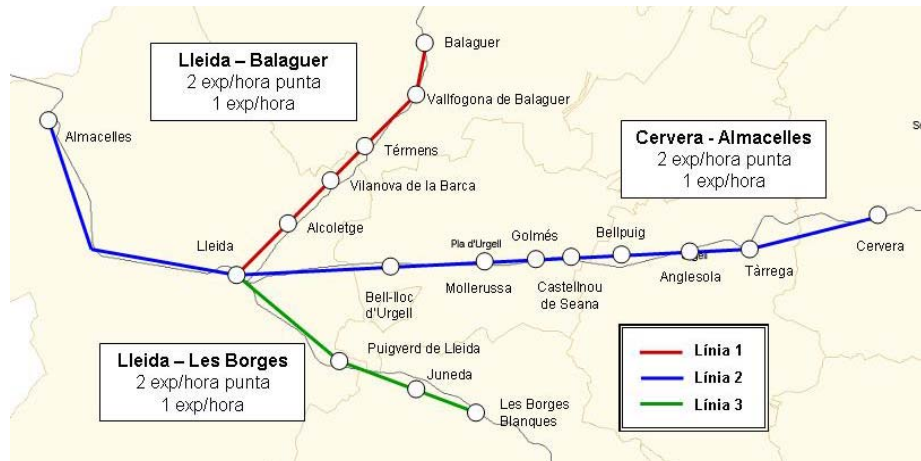 Lleida – Balaguer
2 exp/hora punta
1 exp/hora
Balaguer
Vallfogona de Balaguer
Almacelles
Térmens
Vilanova de la Barca
Alcoletge
Lleida
Cervera - Almacelles
2 exp/hora punta
1 exp/hora
Pla d'Urgell
Golmés
Bellpuig
Bell-lloc
d'Urgell
Mollerussa
Castellnou
de Seana
Anglesola
Tàrrega
Cervera
Lleida – Les Borges
2 exp/hora punta
1 exp/hora
Puigverd de Lleida
Juneda
Les Borges
Blanques
Línia 1
Línia 2
Línia 3